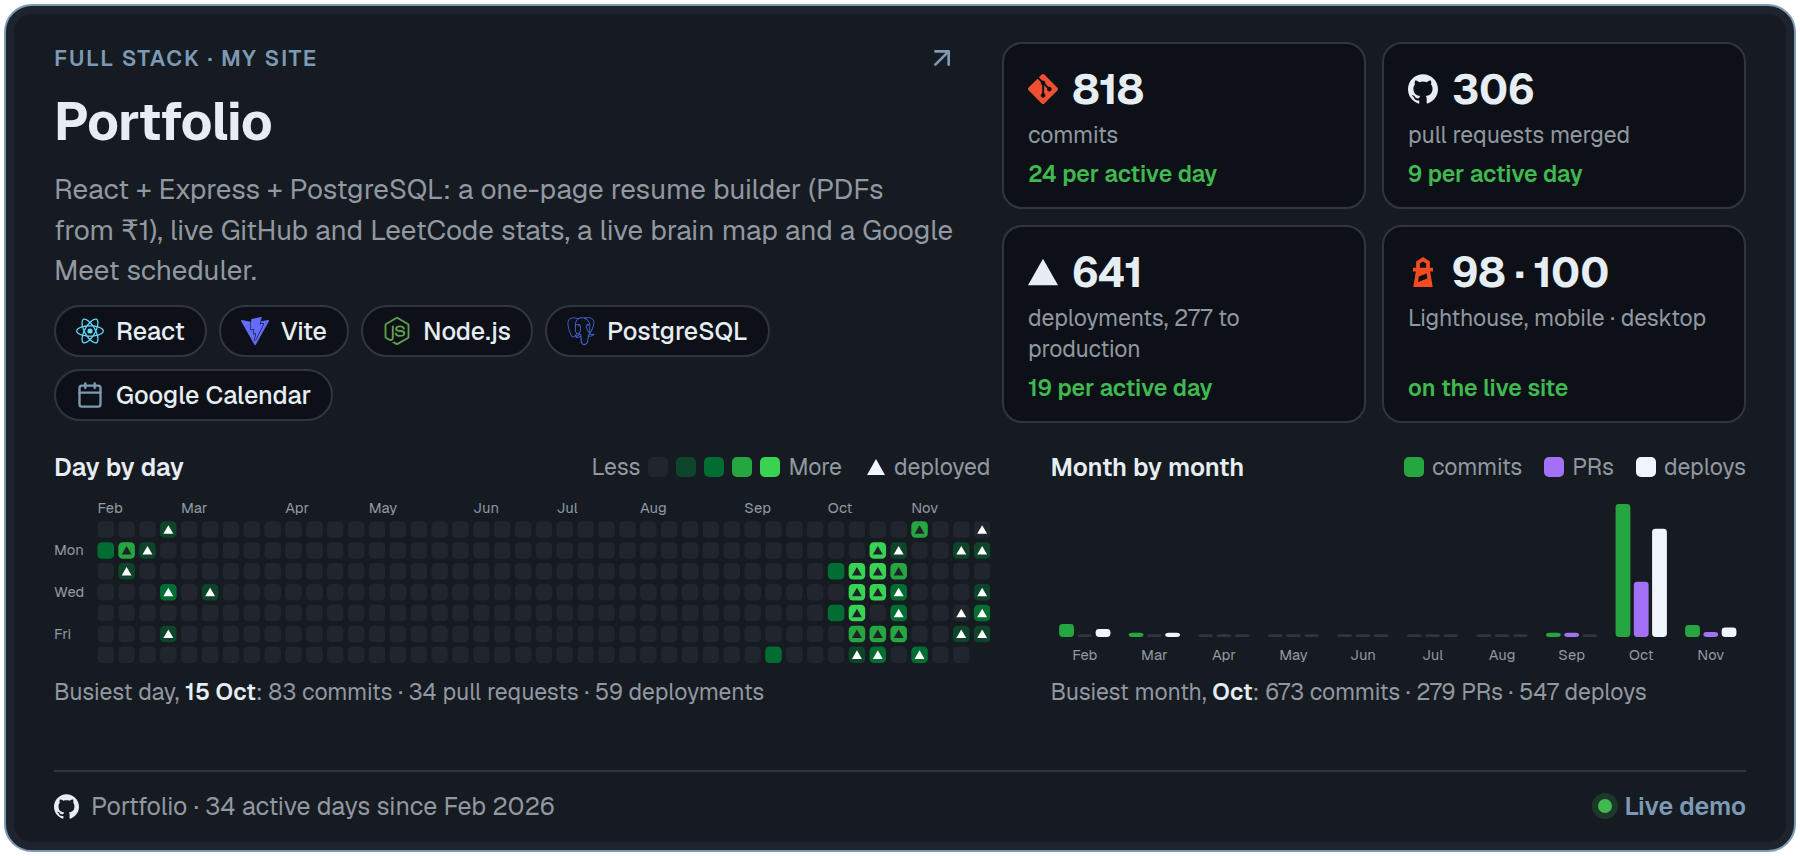 FULL STACK · MY SITE
Portfolio
React + Express + PostgreSQL: a one-page resume builder (PDFs
from ₹1), live GitHub and LeetCode stats, a live brain map and a Google
Meet scheduler.
React
Vite
Node.js
PostgreSQL
Google Calendar
818
commits
24 per active day
306
pull requests merged
9 per active day
641
deployments, 277 to
production
19 per active day
98 · 100
Lighthouse, mobile · desktop
on the live site
Day by day
Less
More
deployed
Feb Mar Apr May Jun Jul Aug Sep Oct Nov
Mon
Wed
Fri
Busiest day, 15 Oct: 83 commits · 34 pull requests · 59 deployments
Month by month
commits
PRs
deploys
Feb Mar Apr May Jun Jul Aug Sep Oct Nov
Busiest month, Oct: 673 commits · 279 PRs · 547 deploys
Portfolio · 34 active days since Feb 2026
Live demo